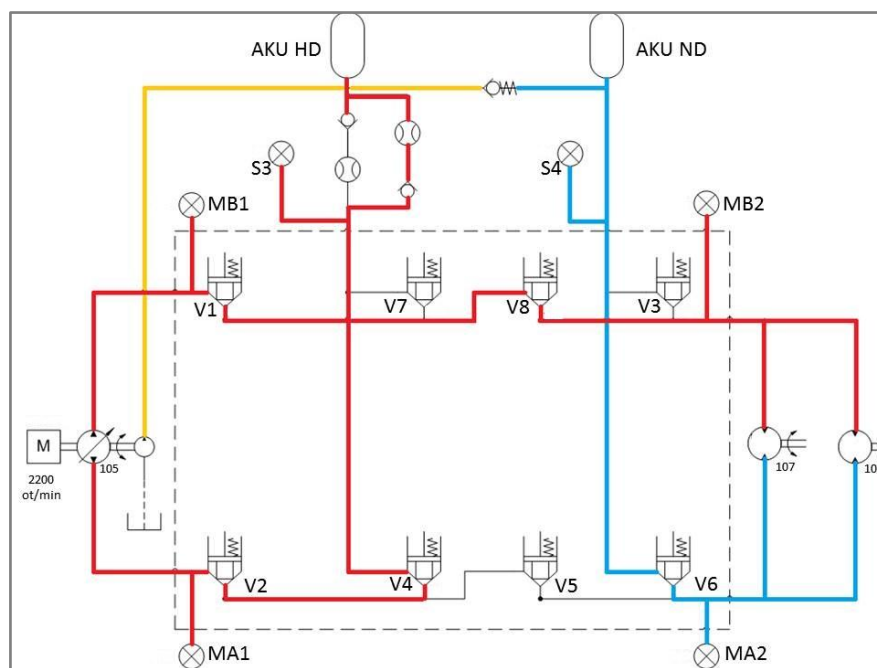 AKU HD
AKU ND
S3
S4
MB1
MB2
V1
V7
V8
V3
M
105
107
10
2200
ot/min
V2
V4
V5
V6
MA1
MA2